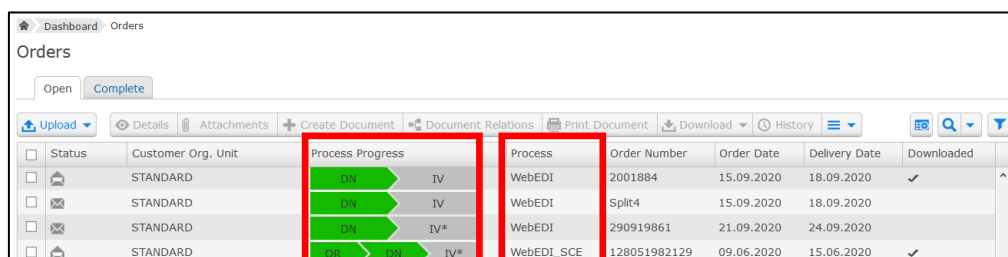 Dashboard Orders
Orders
Open Complete
Upload Details Attachments Create Document Document Relations Print Document Download History
Status Customer Org. Unit Process Progress Process Order Number Order Date Delivery Date Downloaded
STANDARD DN IV WebEDI 2001884 15.09.2020 18.09.2020
STANDARD DN IV WebEDI Split4 15.09.2020 18.09.2020
STANDARD DN IV* WebEDI 290919861 21.09.2020 24.09.2020
STANDARD OR DN IV* WebEDI_SCE 128051982129 09.06.2020 15.06.2020